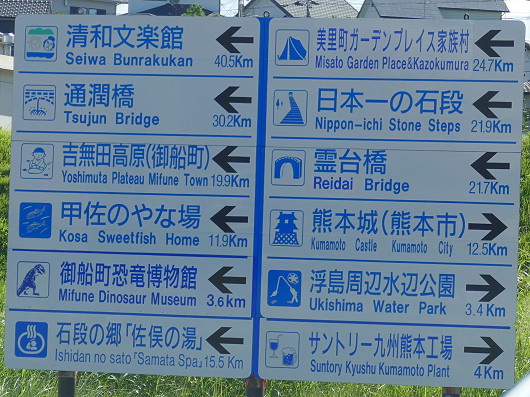 清和文楽館
Seiwa Bunrakukan 40.5Km
通潤橋
Tsujun Bridge 30.2Km
吉無田高原(御船町)
Yoshimuta Plateau Mifune Town 19.9Km
甲佐のやな場
Kosa Sweetfish Home 11.9Km
御船町恐竜博物館
Mifune Dinosaur Museum 3.6km
石段の郷「佐俣の湯」
Ishidan no sato「Samata Spa」15.5 Km
美里町ガーデンプレイス家族村
Misato Garden Place&Kazokumura 24.7Km
日本一の石段
Nippon-ichi Stone Steps 21.9Km
霊台橋
Reidai Bridge 21.7Km
熊本城(熊本市)
Kumamoto Castle Kumamoto City 12.5Km
浮島周辺水辺公園
Ukishima Water Park 3.4 Km
サントリー九州熊本工場
Suntory Kyushu Kumamoto Plant 4 Km